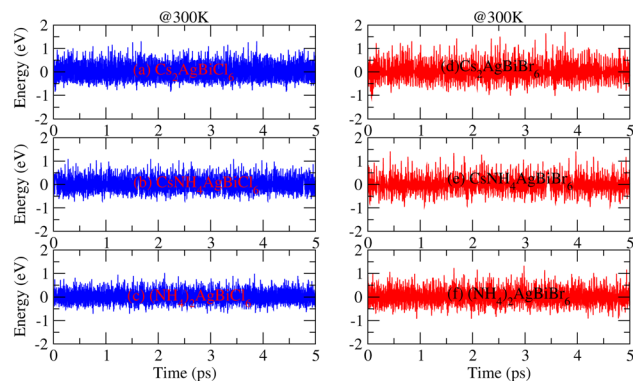 @300K
@300K
Energy (eV)
2
1
0
-1
-2
(a) Cs2AgBiCl6
0 1 2 3 4 5
2
1
0
-1
-2
(d)Cs2AgBiBr6
0 1 2 3 4 5
Energy (eV)
2
1
0
-1
-2
(b) CsNH4AgBiCl6
0 1 2 3 4 5
2
1
0
-1
-2
(e) CsNH4AgBiBr6
0 1 2 3 4 5
Energy (eV)
2
1
0
-1
-2
(c) (NH4)2AgBiCl6
0 1 2 3 4 5
Time (ps)
2
1
0
-1
-2
(f) (NH4)2AgBiBr6
0 1 2 3 4 5
Time (ps)